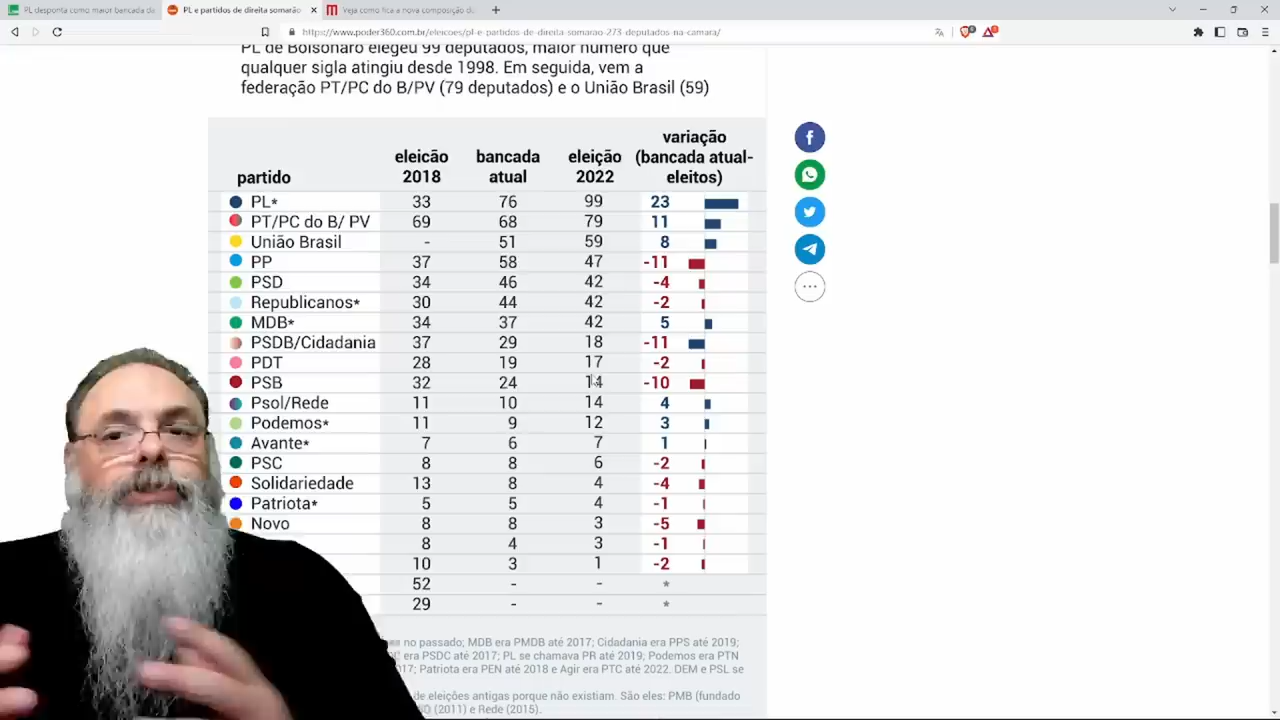 PL desponta como maior bancada da
PL e partidos de direita somarão
Veja como fica a nova composição d
https://www.poder360.com.br/eleicoes/pl-e-partidos-de-direita-somarao-273-deputados-na-camara/
PL de Bolsonaro elegeu 99 deputados, maior número que
qualquer sigla atingiu desde 1998. Em seguida, vem a
federação PT/PC do B/PV (79 deputados) e o União Brasil (59)
partido eleicão 2018 bancada atual eleição 2022 variação (bancada atual-eleitos)
PL* 33 76 99 23
PT/PC do B/ PV 69 68 79 11
União Brasil - 51 59 8
PP 37 58 47 -11
PSD 34 46 42 -4
Republicanos* 30 44 42 -2
MDB* 34 37 42 5
PSDB/Cidadania 37 29 18 -11
PDT 28 19 17 -2
PSB 32 24 14 -10
Psol/Rede 11 10 14 4
Podemos* 11 9 12 3
Avante* 7 6 7 1
PSC 8 8 6 -2
Solidariedade 13 8 4 -4
Patriota* 5 5 4 -1
Novo 8 8 3 -5
8 4 3 -1
10 3 1 -2
52 - - *
29 - - *
no passado; MDB era PMDB até 2017; Cidadania era PPS até 2019;
era PSDC até 2017; PL se chamava PR até 2019; Podemos era PTN
Patriota era PEN até 2018 e Agir era PTC até 2022. DEM e PSL se
de eleições antigas porque não existiam. São eles: PMB (fundado
(2011) e Rede (2015).